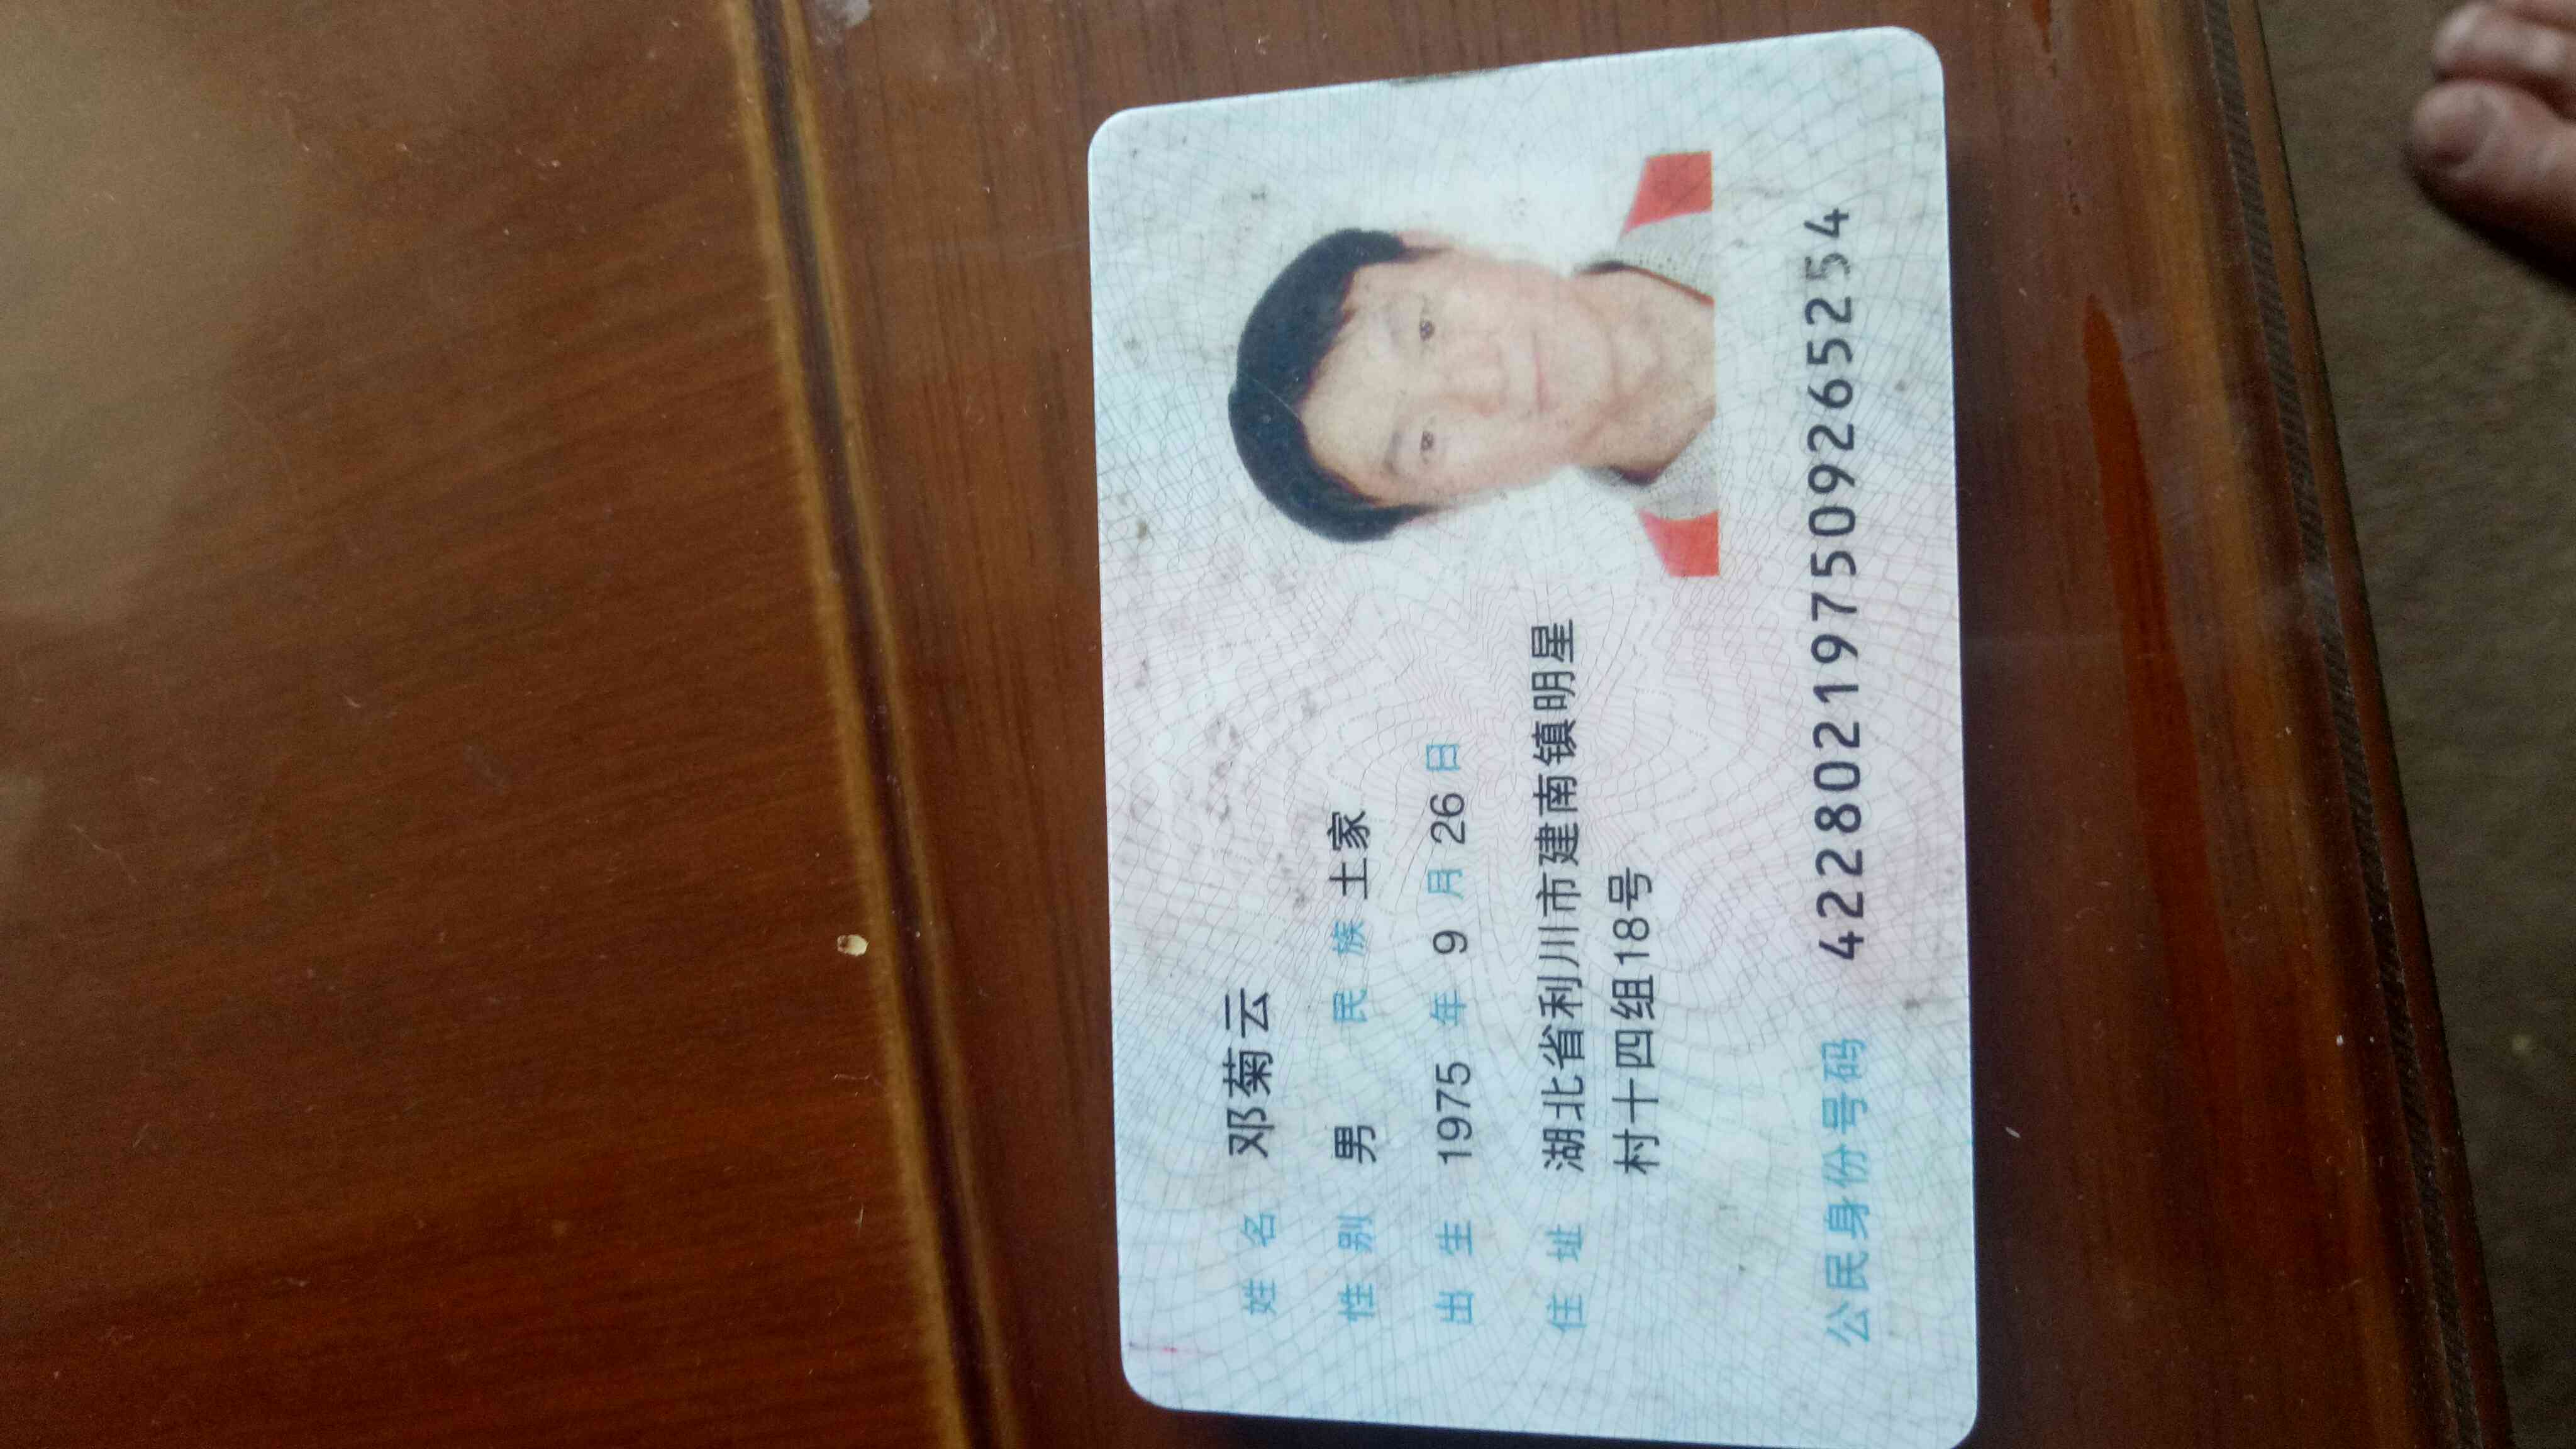 姓名 邓菊云
性别 男 民族 土家
出生 1975 年 9 月 26 日
住址 湖北省利川市建南镇明星
村十四组18号
公民身份号码 422802197509265254